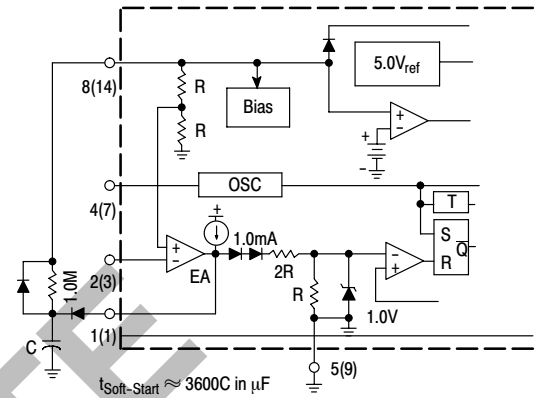 5.0Vref
8(14)
R
Bias
+
−
R
+
−
OSC
4(7)
T
+
1.0mA
S
Q
+
−
R
−
+
2(3)
EA
2R
R
1.0M
1.0V
C
1(1)
5(9)
tSoft-Start ≈ 3600C in μF